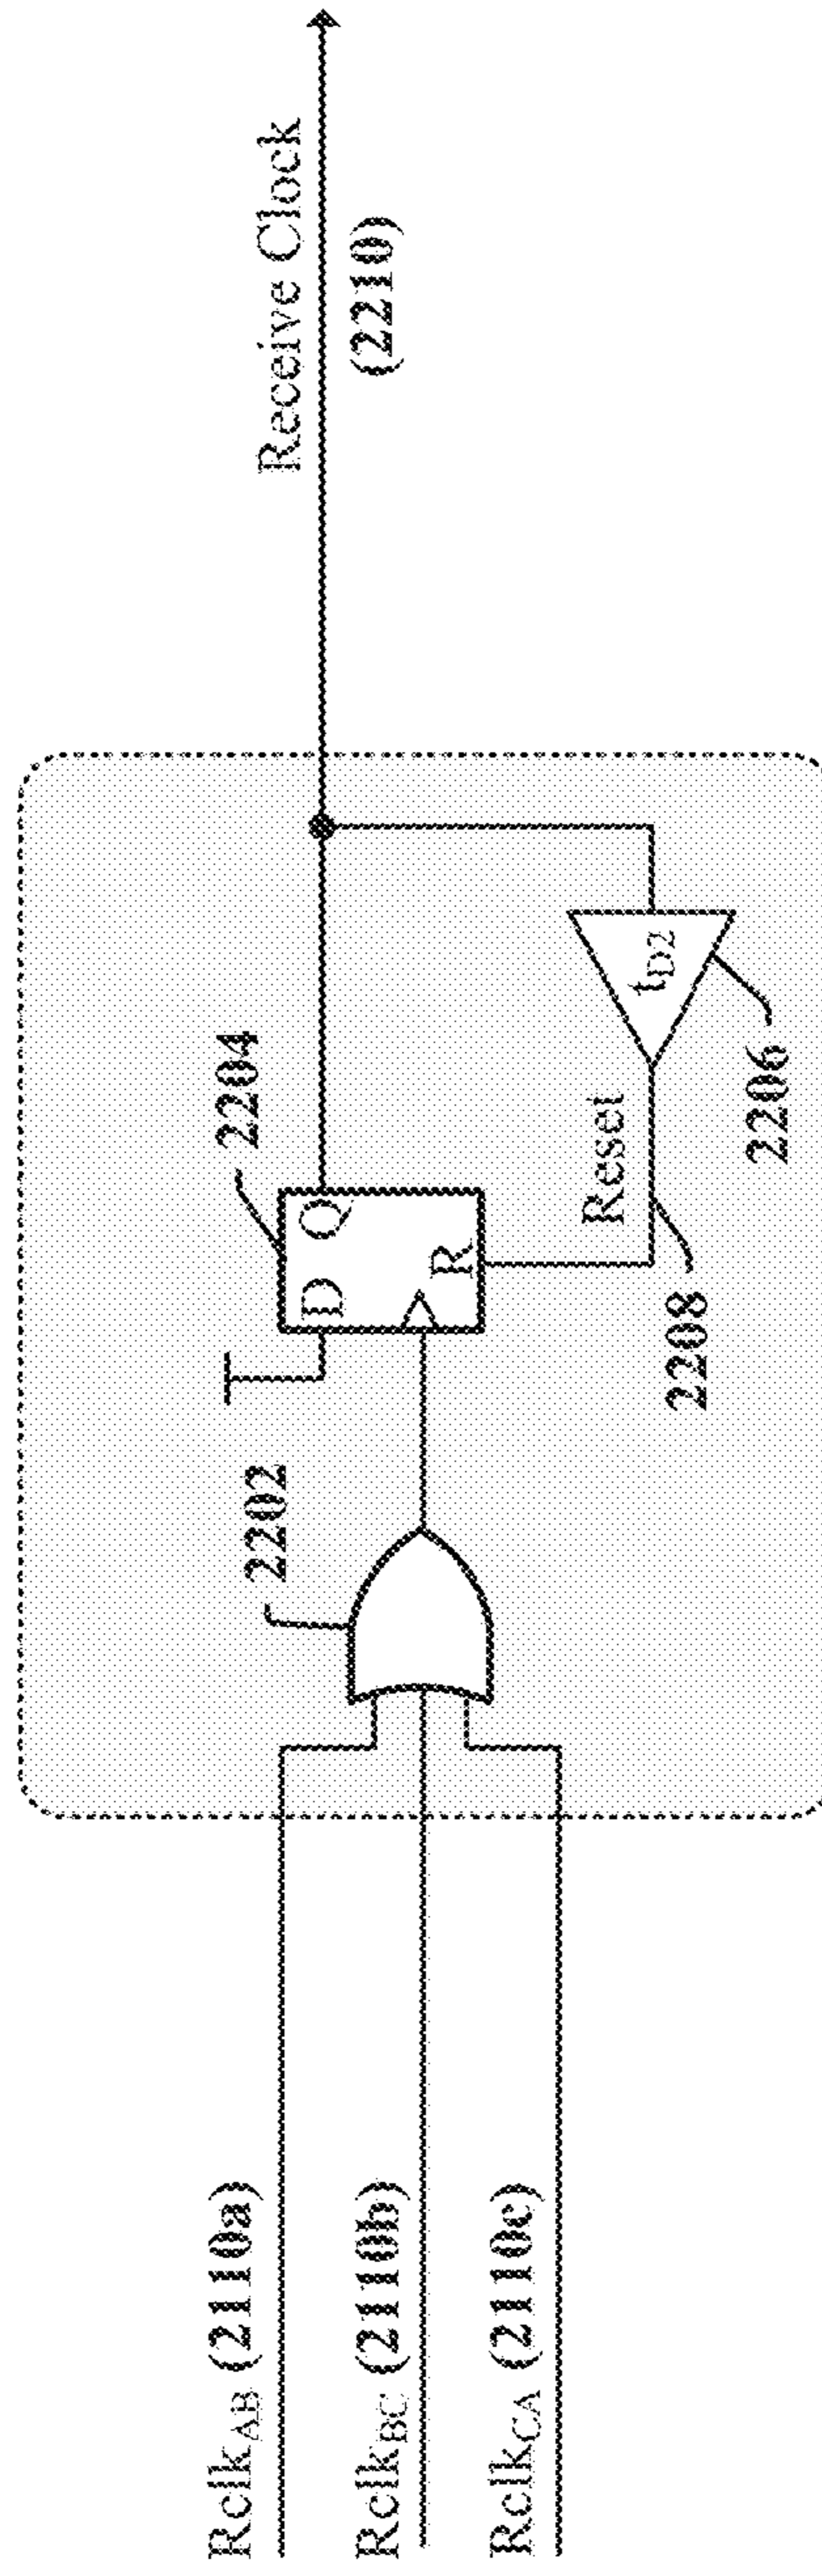 Rclk_AB (2110a)
Rclk_BC (2110b)
Rclk_CA (2110c)
2202
2204
D Q
R
Reset
2208
t_D2
2206
Receive Clock
(2210)